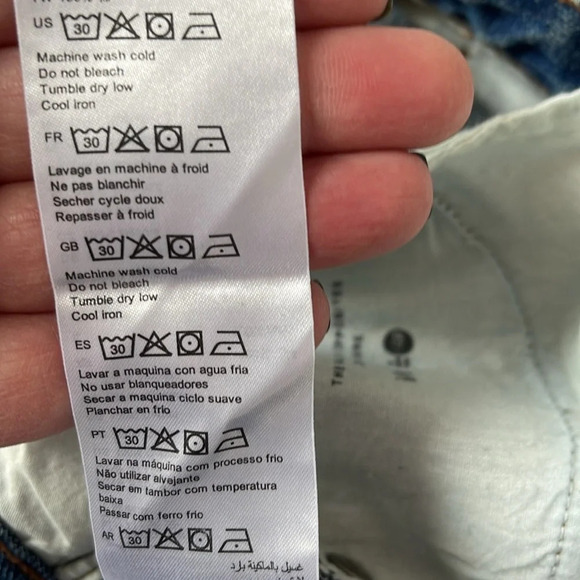 US 30
Machine wash cold
Do not bleach
Tumble dry low
Cool iron
FR 30
Lavage en machine à froid
Ne pas blanchir
Secher cycle doux
Repasser à froid
GB 30
Machine wash cold
Do not bleach
Tumble dry low
Cool iron
ES 30
Lavar a maquina con agua fria
No usar blanqueadores
Secar a maquina ciclo suave
Planchar en frio
PT 30
Lavar na máquina com processo frio
Não utilizar alvejante
Secar em tambor com temperatura
baixa
Passar com ferro frio
AR 30
غسيل بالماكينة بارد